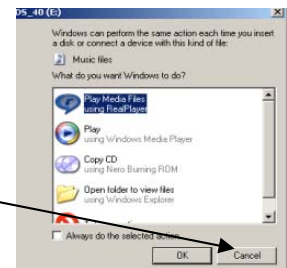 OS_40 (E:)
Windows can perform the same action each time you insert
a disk or connect a device with this kind of file:
Music files
What do you want Windows to do?
Play Media Files
using RealPlayer
Play
using Windows Media Player
Copy CD
using Nero Burning ROM
Open folder to view files
using Windows Explorer
Always do the selected action.
OK
Cancel